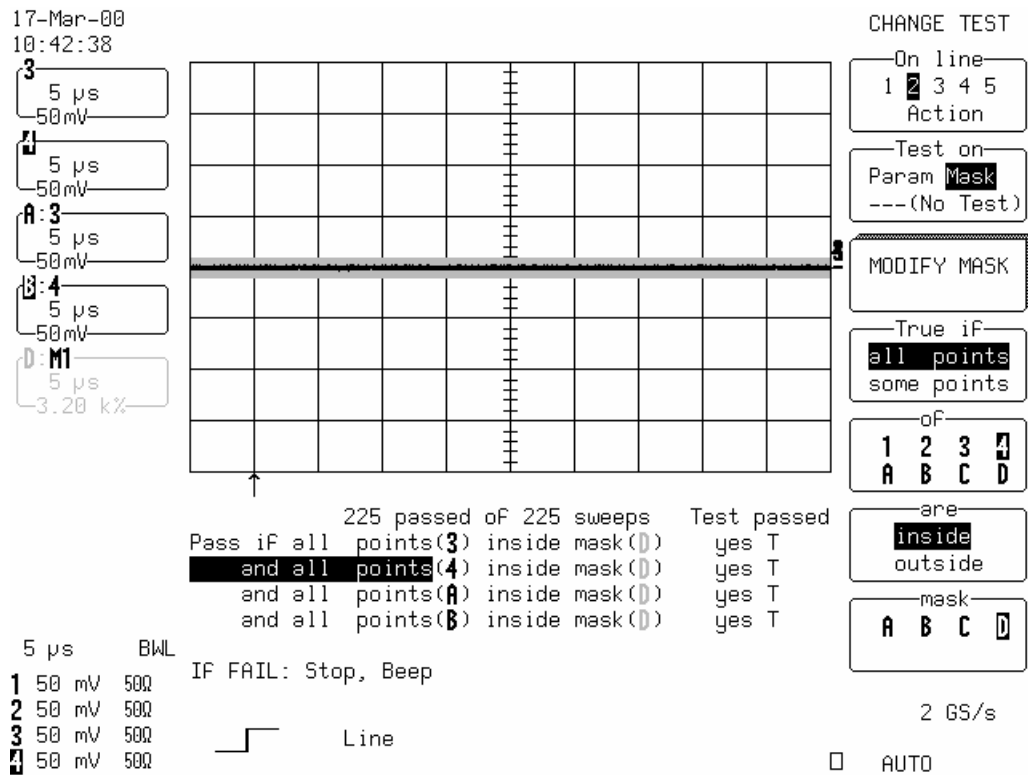 17-Mar-00
10:42:38
3
5 µs
50mV
4
5 µs
50mV
A:3
5 µs
50mV
B:4
5 µs
50mV
D:M1
5 µs
3.20 k%
225 passed of 225 sweeps Test passed
Pass if all points(3) inside mask(D) yes T
and all points(4) inside mask(D) yes T
and all points(A) inside mask(D) yes T
and all points(B) inside mask(D) yes T
5 µs BWL
1 50 mV 50Ω
2 50 mV 50Ω
3 50 mV 50Ω
4 50 mV 50Ω
IF FAIL: Stop, Beep
Line
CHANGE TEST
On line
1 2 3 4 5
Action
Test on
Param Mask
---(No Test)
MODIFY MASK
True if
all points
some points
of
1 2 3 4
A B C D
are
inside
outside
mask
A B C D
2 GS/s
AUTO